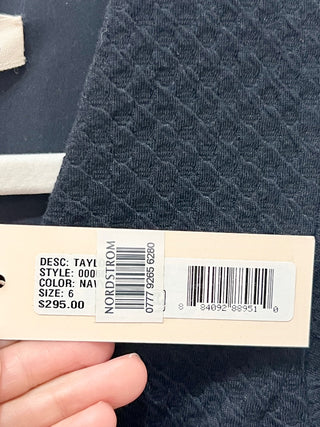 DESC: TAYL
STYLE: 000
COLOR: NAV
SIZE: 6
$295.00
NORDSTROM
0777 9265 6280
8 84092 88951 0